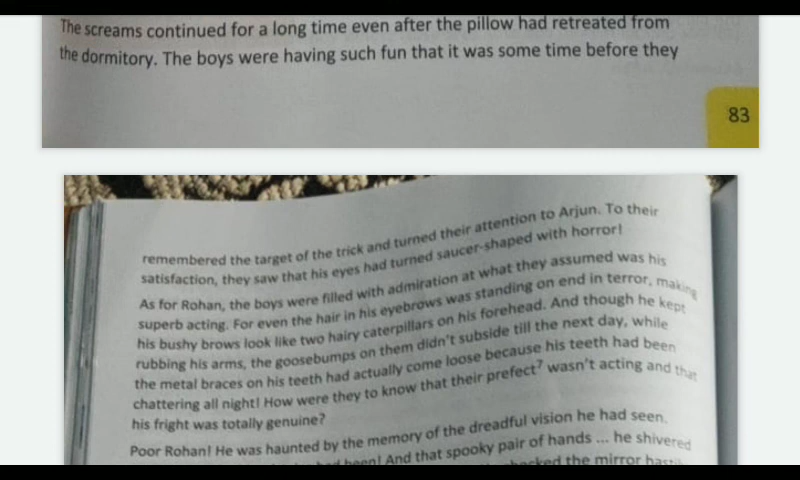 The screams continued for a long time even after the pillow had retreated from
the dormitory. The boys were having such fun that it was some time before they
83
remembered the target of the trick and turned their attention to Arjun. To their
satisfaction, they saw that his eyes had turned saucer-shaped with horror!
As for Rohan, the boys were filled with admiration at what they assumed was his
superb acting. For even the hair in his eyebrows was standing on end in terror, making
his bushy brows look like two hairy caterpillars on his forehead. And though he kept
rubbing his arms, the goosebumps on them didn't subside till the next day, while
the metal braces on his teeth had actually come loose because his teeth had been
chattering all night! How were they to know that their prefect⁷ wasn't acting and that
his fright was totally genuine?
Poor Rohan! He was haunted by the memory of the dreadful vision he had seen.
had been! And that spooky pair of hands ... he shivered
checked the mirror